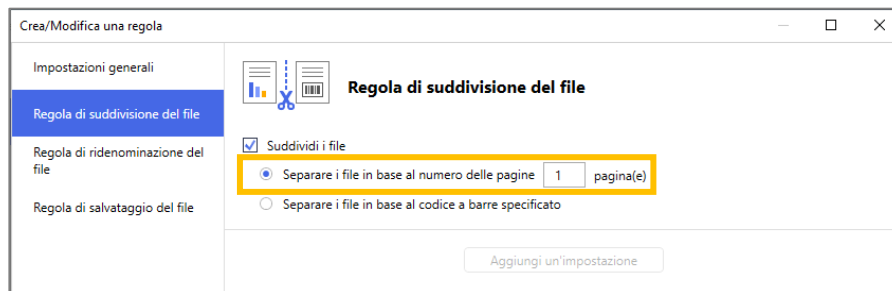 Crea/Modifica una regola
Impostazioni generali
Regola di suddivisione del file
Regola di ridenominazione del
file
Regola di salvataggio del file
Regola di suddivisione del file
Suddividi i file
Separare i file in base al numero delle pagine 1 pagina(e)
Separare i file in base al codice a barre specificato
Aggiungi un'impostazione